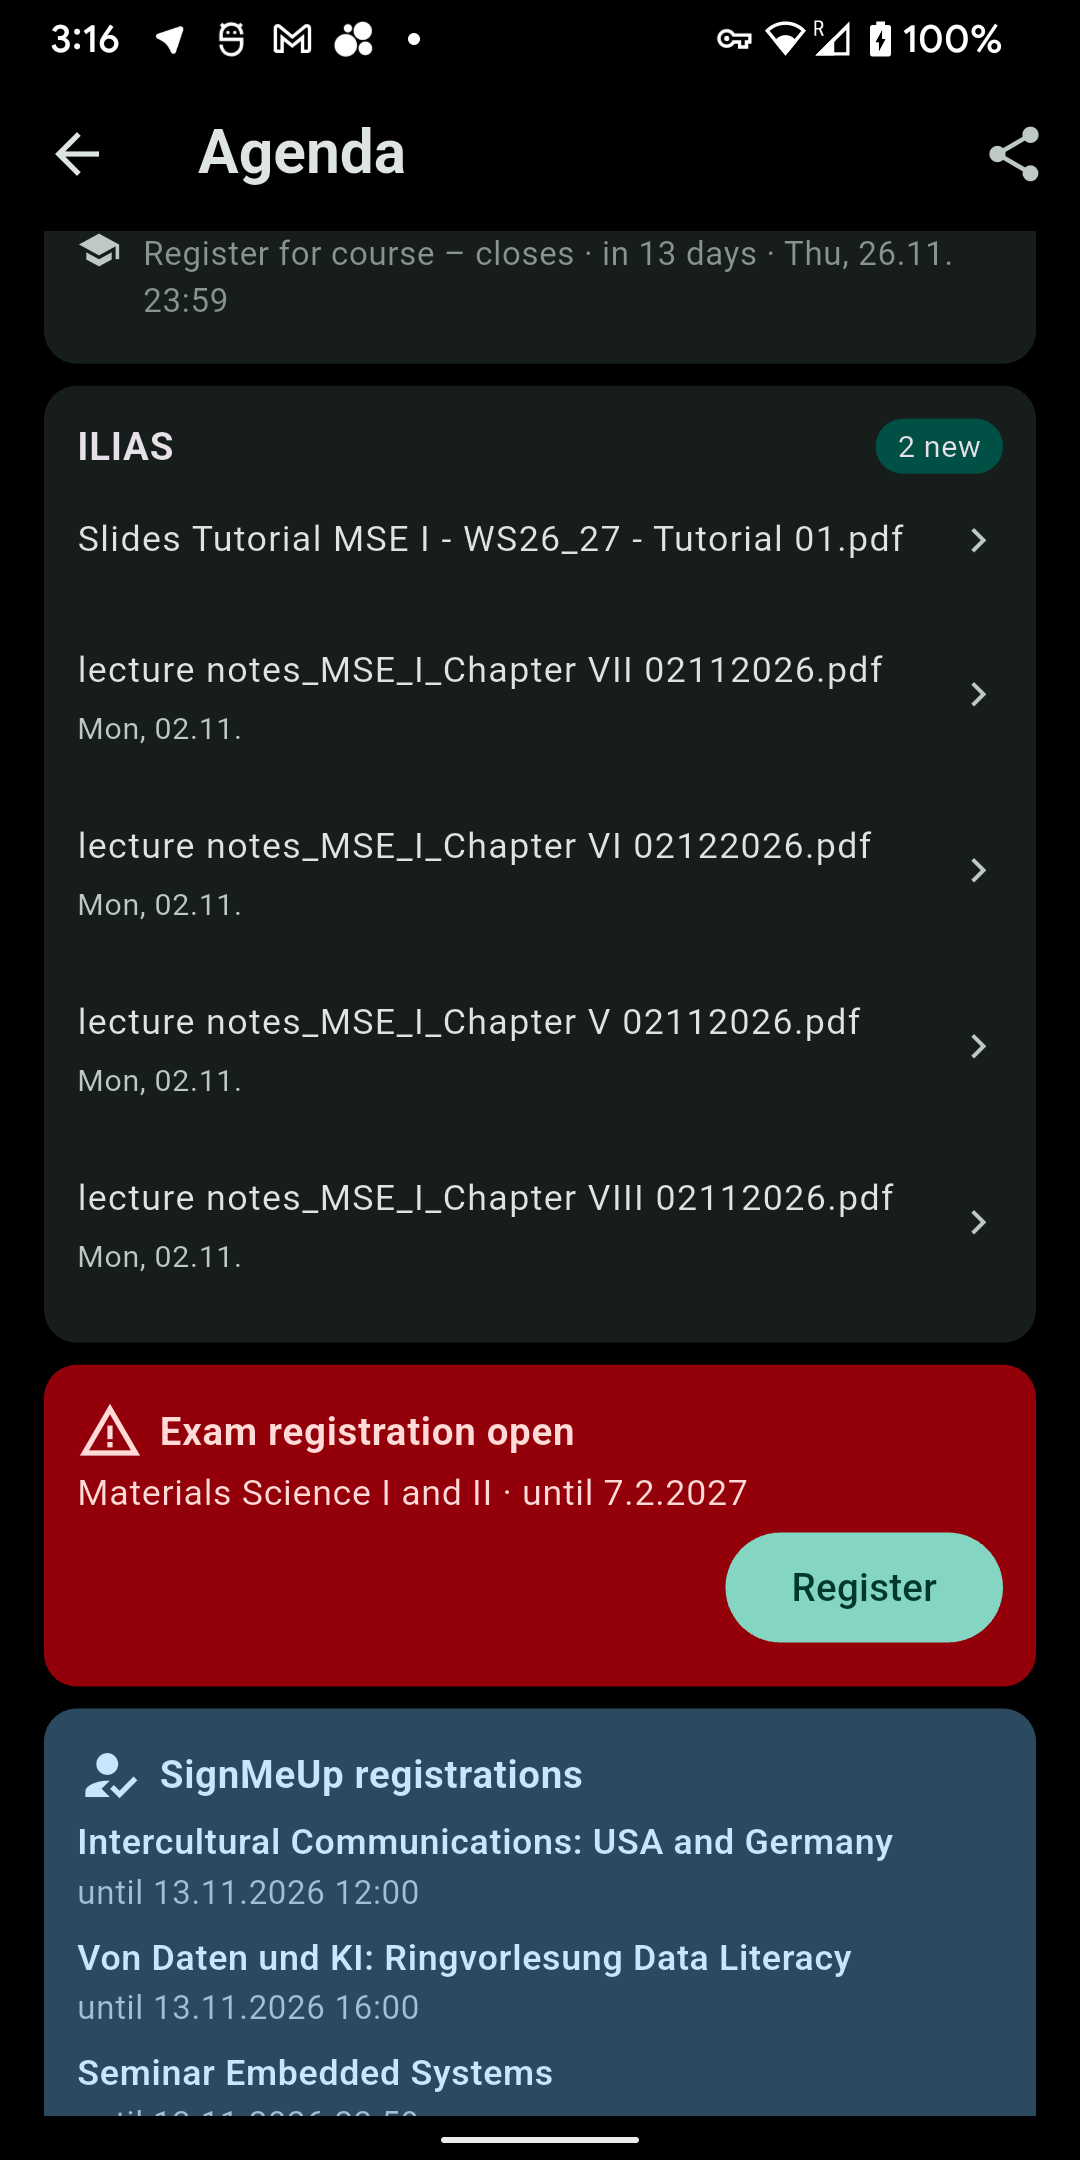 3:16
R
100%
Agenda
Register for course – closes · in 13 days · Thu, 26.11.
23:59
ILIAS
2 new
Slides Tutorial MSE I - WS26_27 - Tutorial 01.pdf
lecture notes_MSE_I_Chapter VII 02112026.pdf
Mon, 02.11.
lecture notes_MSE_I_Chapter VI 02122026.pdf
Mon, 02.11.
lecture notes_MSE_I_Chapter V 02112026.pdf
Mon, 02.11.
lecture notes_MSE_I_Chapter VIII 02112026.pdf
Mon, 02.11.
Exam registration open
Materials Science I and II · until 7.2.2027
Register
SignMeUp registrations
Intercultural Communications: USA and Germany
until 13.11.2026 12:00
Von Daten und KI: Ringvorlesung Data Literacy
until 13.11.2026 16:00
Seminar Embedded Systems